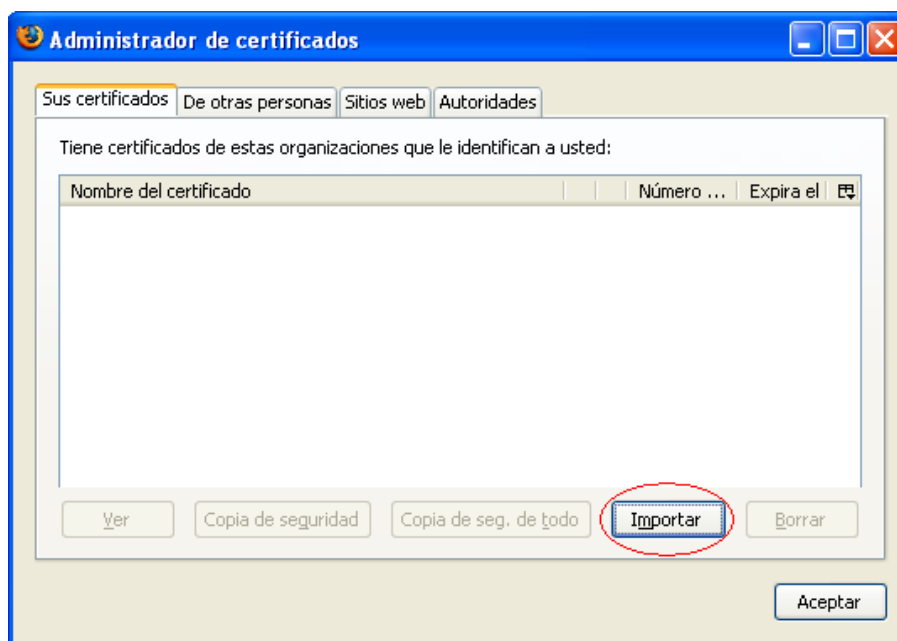 Administrador de certificados
Sus certificados De otras personas Sitios web Autoridades
Tiene certificados de estas organizaciones que le identifican a usted:
Nombre del certificado Número ... Expira el
Ver Copia de seguridad Copia de seg. de todo Importar Borrar
Aceptar